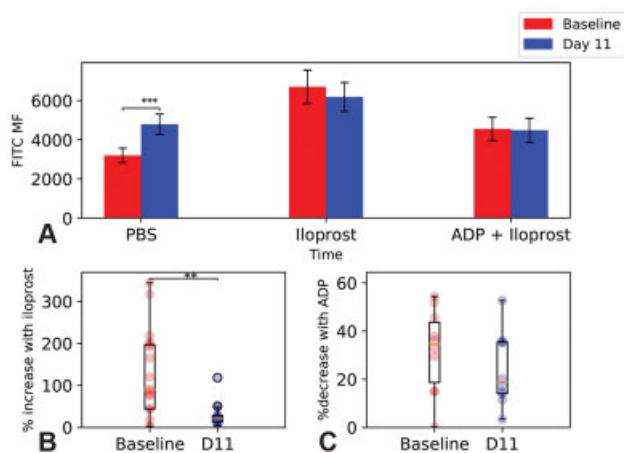 Baseline
Day 11
6000
4000
2000
0
FITC MF
***
PBS
Iloprost
ADP + Iloprost
Time
A
300
200
100
0
% increase with iloprost
**
Baseline
D11
B
60
40
20
0
%decrease with ADP
Baseline
D11
C